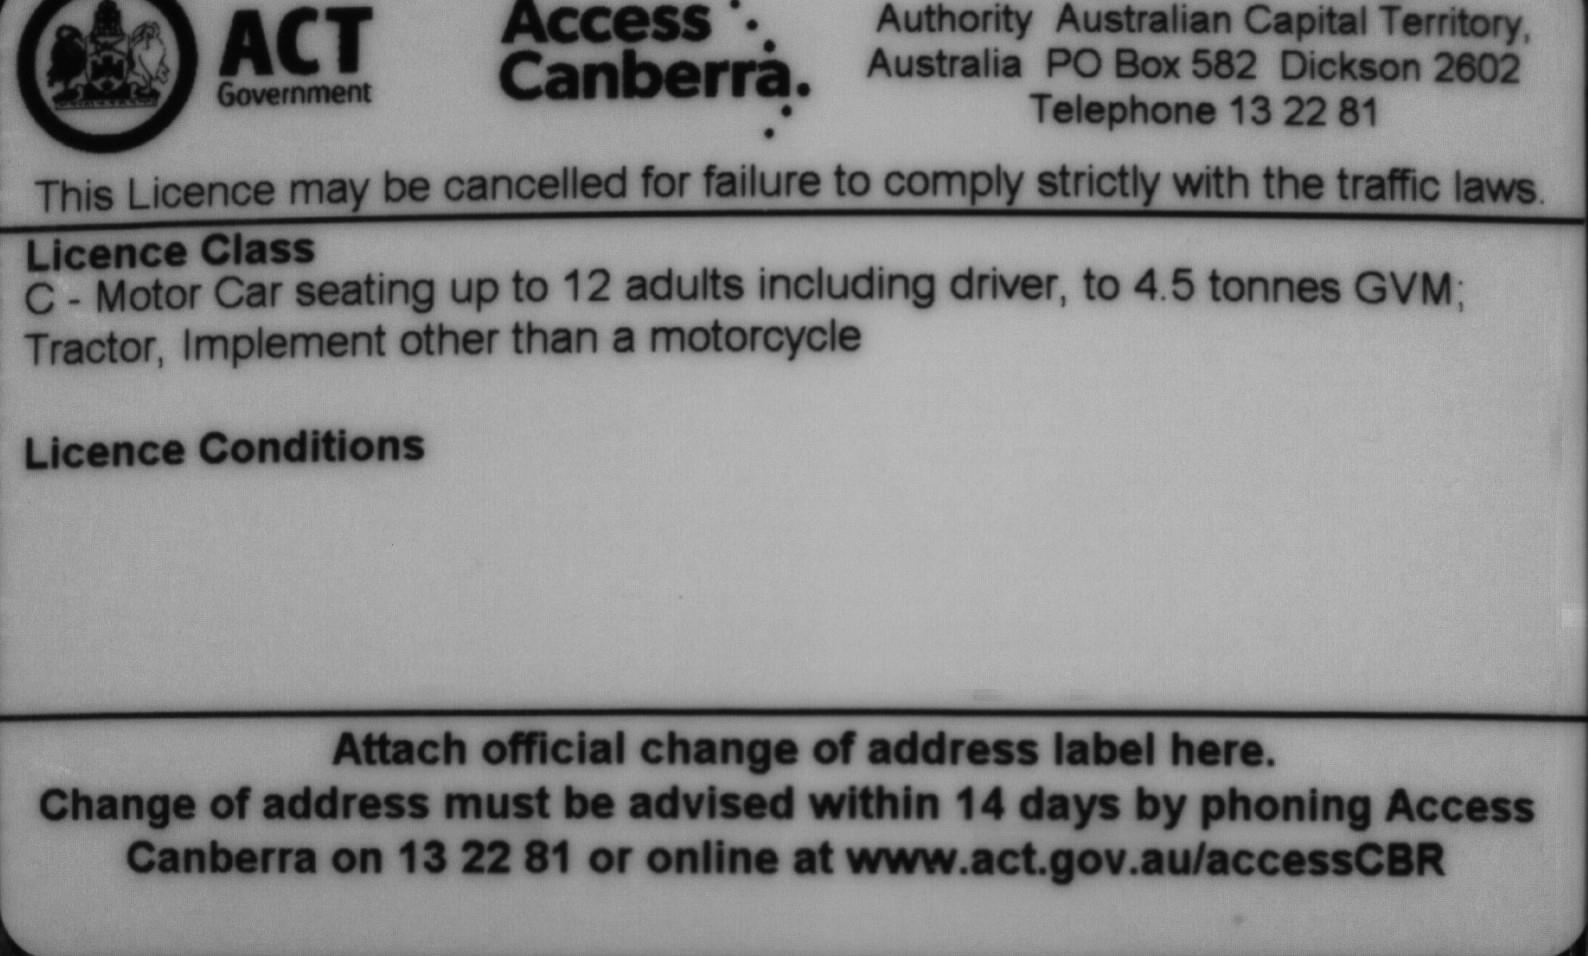 ACT
Government
Access
Canberra.
Authority Australian Capital Territory,
Australia PO Box 582 Dickson 2602
Telephone 13 22 81
This Licence may be cancelled for failure to comply strictly with the traffic laws.
Licence Class
C - Motor Car seating up to 12 adults including driver, to 4.5 tonnes GVM;
Tractor, Implement other than a motorcycle
Licence Conditions
Attach official change of address label here.
Change of address must be advised within 14 days by phoning Access
Canberra on 13 22 81 or online at www.act.gov.au/accessCBR